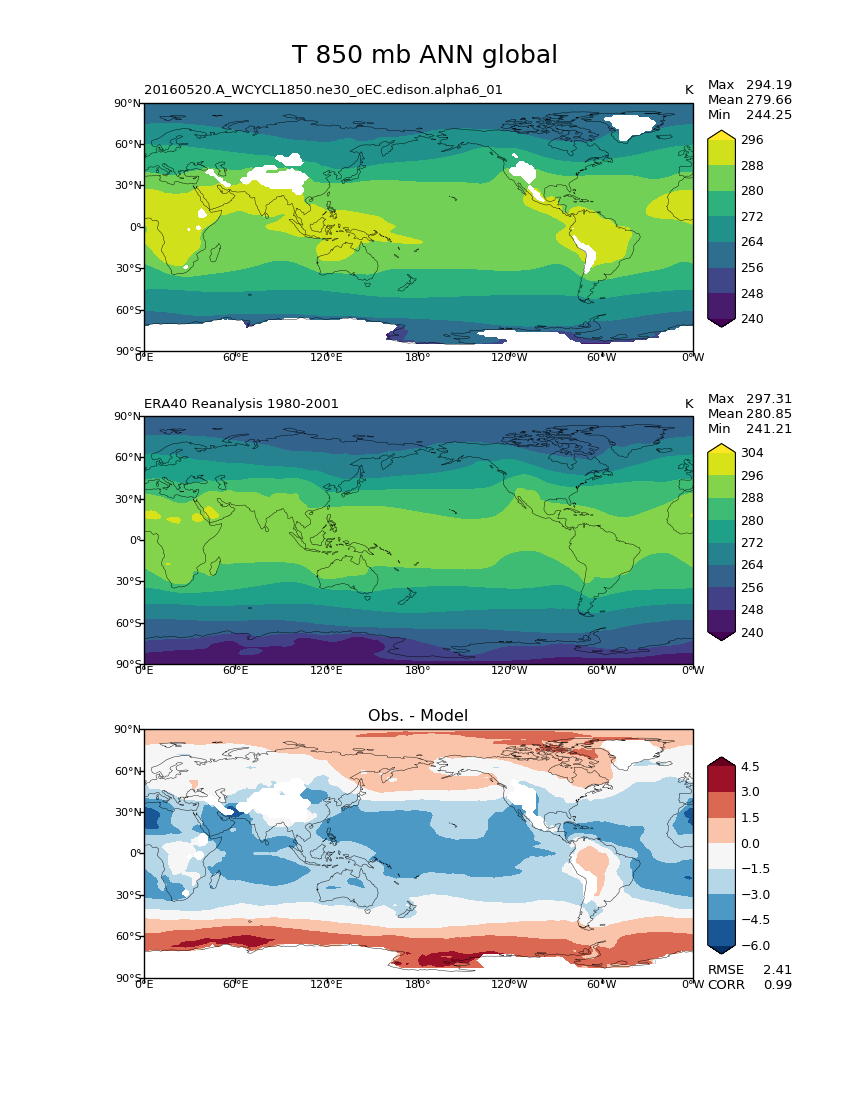 T 850 mb ANN global
20160520.A_WCYCL1850.ne30_oEC.edison.alpha6_01 K
Max 294.19
Mean 279.66
Min 244.25
90°N
60°N
30°N
0°
30°S
60°S
90°S
0°E 60°E 120°E 180° 120°W 60°W 0°W
296
288
280
272
264
256
248
240
ERA40 Reanalysis 1980-2001 K
Max 297.31
Mean 280.85
Min 241.21
90°N
60°N
30°N
0°
30°S
60°S
90°S
0°E 60°E 120°E 180° 120°W 60°W 0°W
304
296
288
280
272
264
256
248
240
Obs. - Model
90°N
60°N
30°N
0°
30°S
60°S
90°S
0°E 60°E 120°E 180° 120°W 60°W 0°W
4.5
3.0
1.5
0.0
−1.5
−3.0
−4.5
−6.0
RMSE 2.41
CORR 0.99